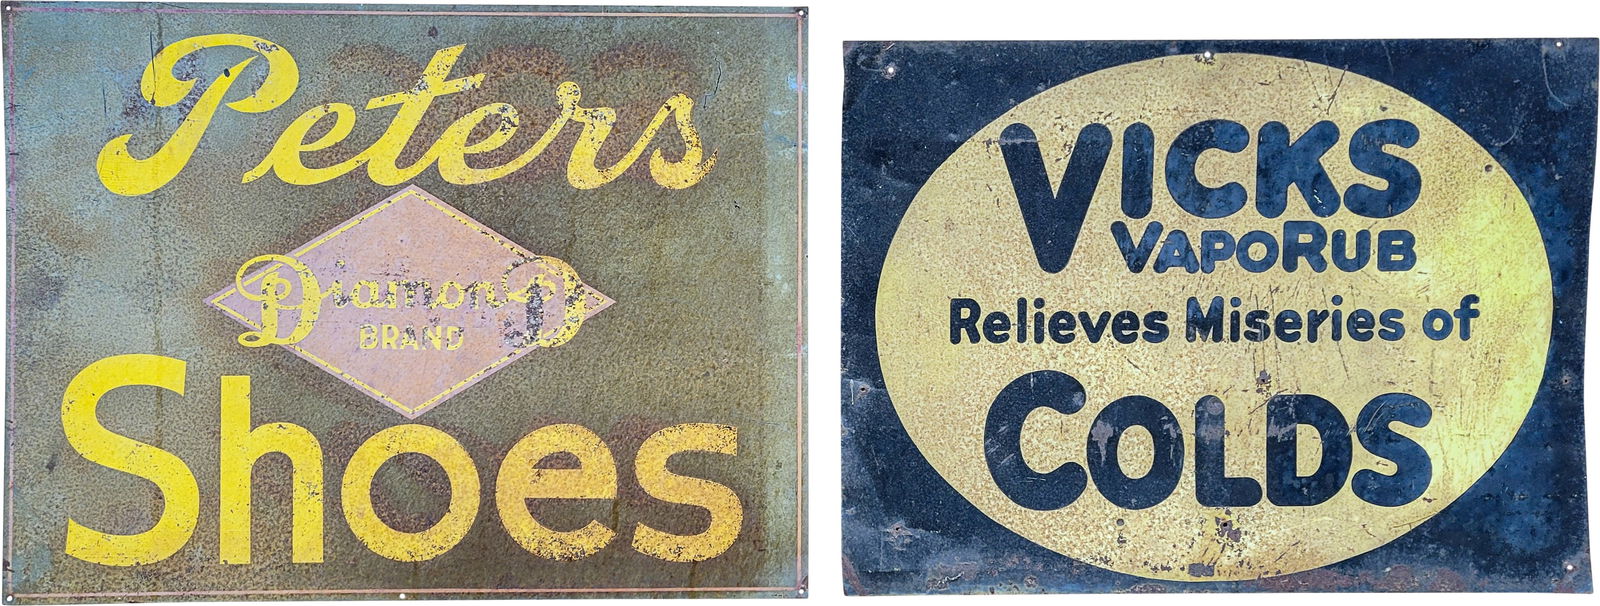 Peters
Diamond
BRAND
Shoes
VICKS
VAPORUB
Relieves Miseries of
COLDS